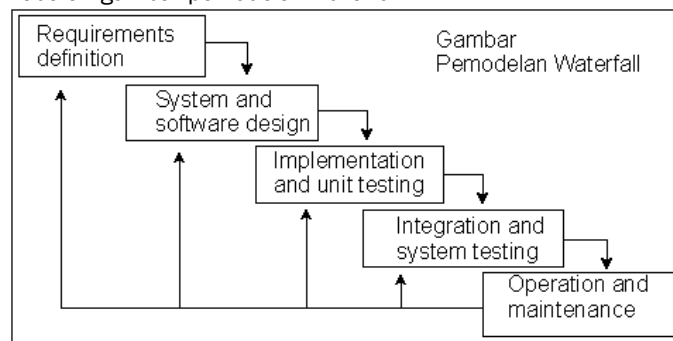 Requirements
definition
Gambar
Pemodelan Waterfall
System and
software design
Implementation
and unit testing
Integration and
system testing
Operation and
maintenance